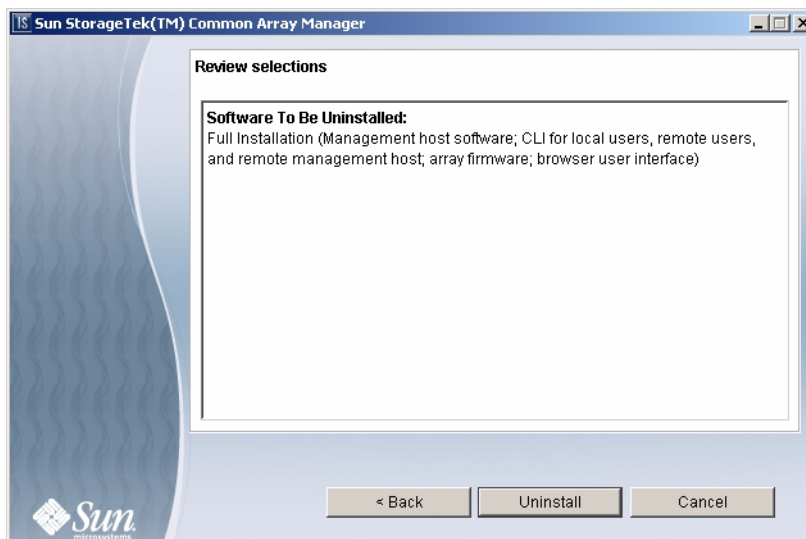 Sun StorageTek(TM) Common Array Manager
Review selections
Software To Be Uninstalled:
Full Installation (Management host software; CLI for local users, remote users,
and remote management host; array firmware; browser user interface)
< Back
Uninstall
Cancel
Sun
microsystems